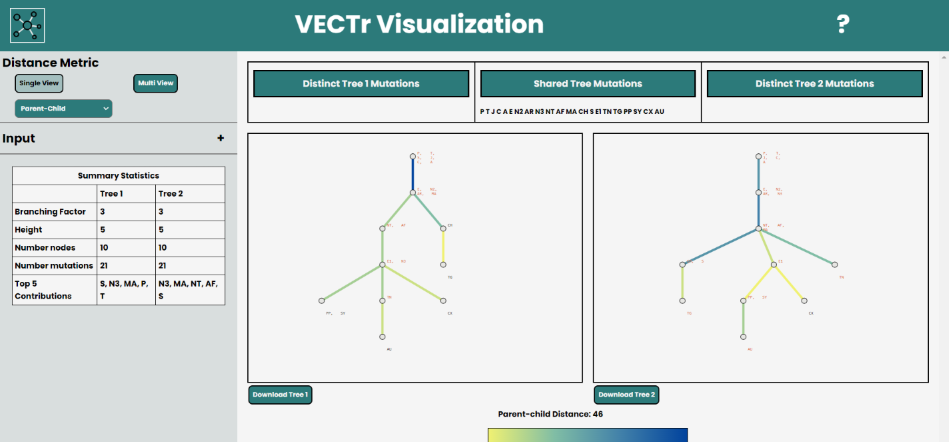 VECTr Visualization
?
Distance Metric
Single View
Multi View
Parent-Child
Input +
Distinct Tree 1 Mutations
Shared Tree Mutations
Distinct Tree 2 Mutations
P T J C A E N2 AR N3 NT AF MA CH S E1 TN TG PP SY CX AU
Summary Statistics
Tree 1 Tree 2
Branching Factor 3 3
Height 5 5
Number nodes 10 10
Number mutations 21 21
Top 5 Contributions S, N3, MA, P, T N3, MA, NT, AF, S
Download Tree 1
Download Tree 2
Parent-child Distance: 46